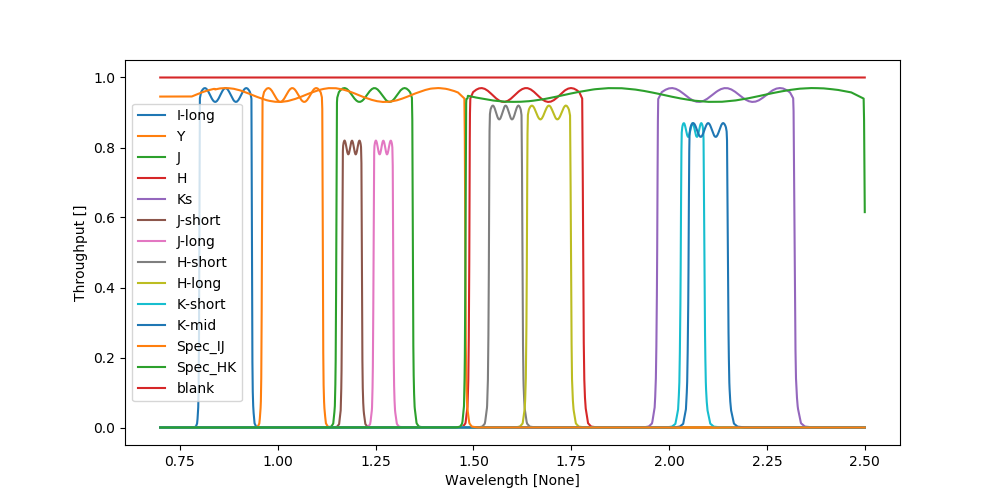 1.0
0.8
0.6
0.4
0.2
0.0
Throughput []
I-long
Y
J
H
Ks
J-short
J-long
H-short
H-long
K-short
K-mid
Spec_IJ
Spec_HK
blank
0.75 1.00 1.25 1.50 1.75 2.00 2.25 2.50
Wavelength [None]